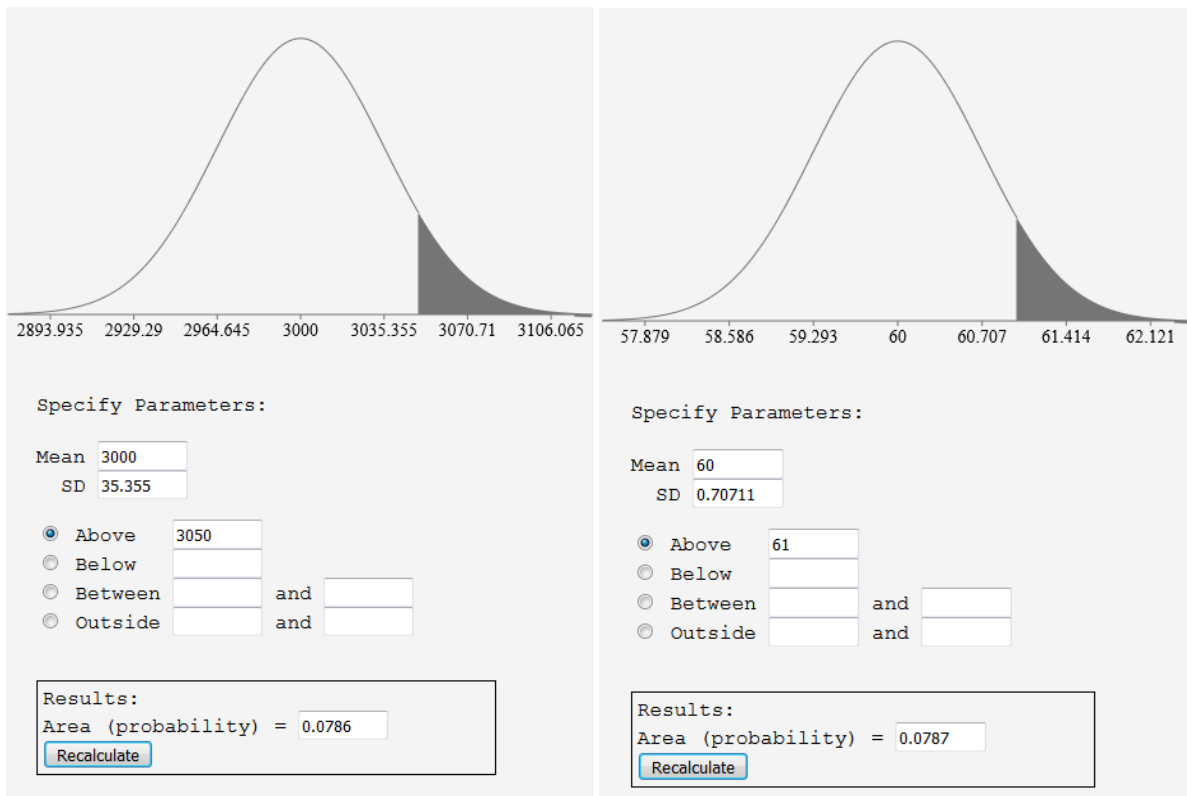 2893.935 2929.29 2964.645 3000 3035.355 3070.71 3106.065
Specify Parameters:
Mean 3000
SD 35.355
Above 3050
Below
Between and
Outside and
Results:
Area (probability) = 0.0786
Recalculate
57.879 58.586 59.293 60 60.707 61.414 62.121
Specify Parameters:
Mean 60
SD 0.70711
Above 61
Below
Between and
Outside and
Results:
Area (probability) = 0.0787
Recalculate